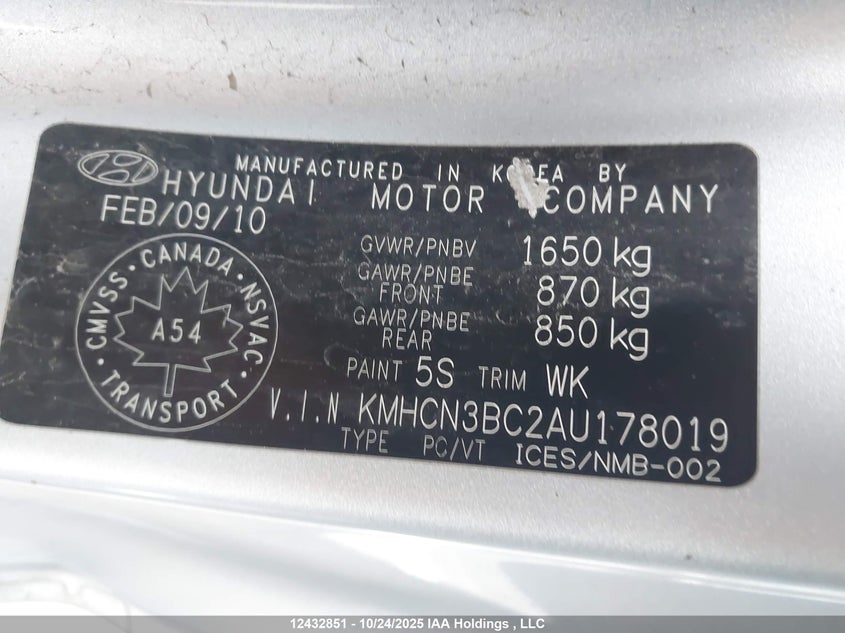 MANUFACTURED IN KOREA BY
HYUNDAI MOTOR COMPANY
FEB/09/10
GVWR/PNBV 1650 kg
GAWR/PNBE FRONT 870 kg
GAWR/PNBE REAR 850 kg
PAINT 5S TRIM WK
V.I.N KMHCN3BC2AU178019
TYPE PC/VT ICES/NMB-002
CMVSS · CANADA · NSVAC · TRANSPORT ·
A54
12432851 - 10/24/2025 IAA Holdings , LLC